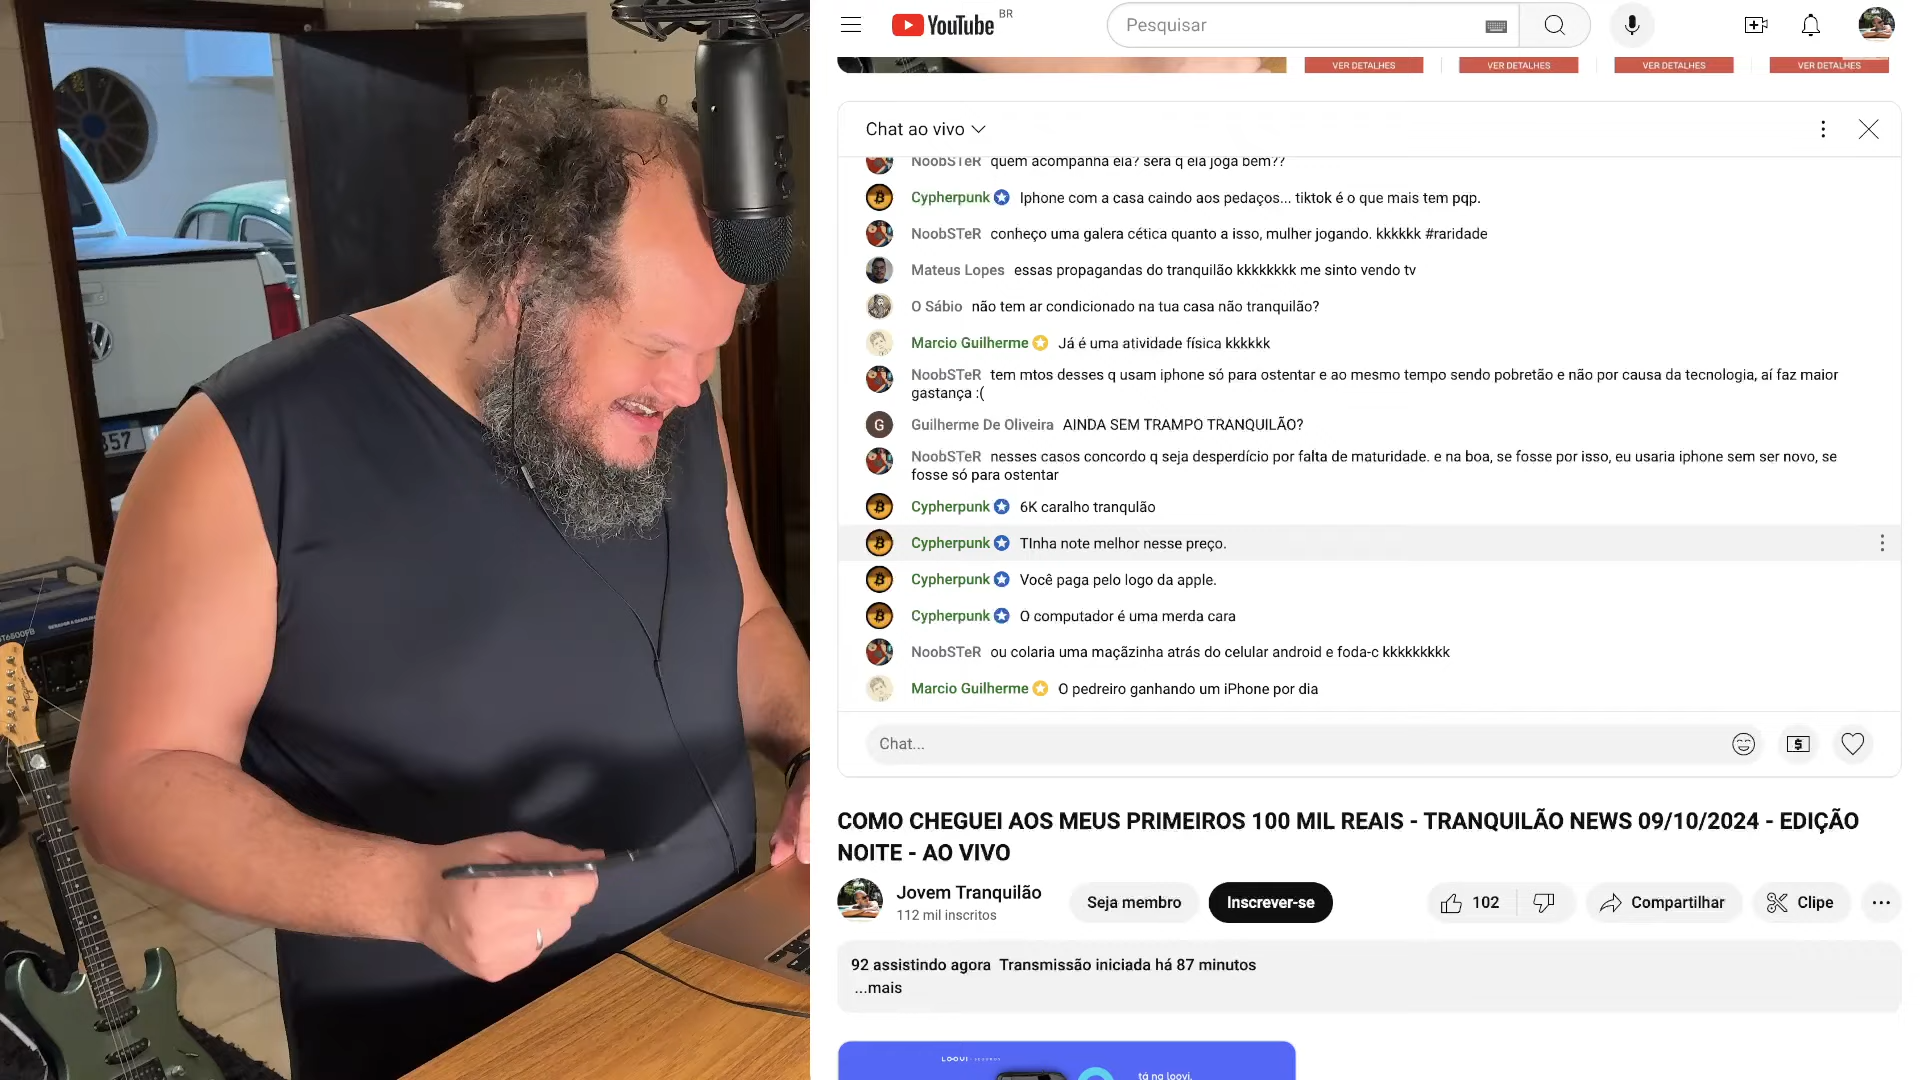 YouTube BR
Pesquisar
VER DETALHES VER DETALHES VER DETALHES VER DETALHES
Chat ao vivo
NoobSTeR quem acompanha ela? será q ela joga bem??
Cypherpunk Iphone com a casa caindo aos pedaços... tiktok é o que mais tem pqp.
NoobSTeR conheço uma galera cética quanto a isso, mulher jogando. kkkkkk #raridade
Mateus Lopes essas propagandas do tranquilão kkkkkkkk me sinto vendo tv
O Sábio não tem ar condicionado na tua casa não tranquilão?
Marcio Guilherme Já é uma atividade física kkkkkk
NoobSTeR tem mtos desses q usam iphone só para ostentar e ao mesmo tempo sendo pobretão e não por causa da tecnologia, aí faz maior
gastança :(
G Guilherme De Oliveira AINDA SEM TRAMPO TRANQUILÃO?
NoobSTeR nesses casos concordo q seja desperdício por falta de maturidade. e na boa, se fosse por isso, eu usaria iphone sem ser novo, se
fosse só para ostentar
Cypherpunk 6K caralho tranqulão
Cypherpunk TInha note melhor nesse preço.
Cypherpunk Você paga pelo logo da apple.
Cypherpunk O computador é uma merda cara
NoobSTeR ou colaria uma maçãzinha atrás do celular android e foda-c kkkkkkkkk
Marcio Guilherme O pedreiro ganhando um iPhone por dia
Chat...
COMO CHEGUEI AOS MEUS PRIMEIROS 100 MIL REAIS - TRANQUILÃO NEWS 09/10/2024 - EDIÇÃO
NOITE - AO VIVO
Jovem Tranquilão
112 mil inscritos
Seja membro
Inscrever-se
102
Compartilhar
Clipe
92 assistindo agora Transmissão iniciada há 87 minutos
...mais
LOOVI
tá na loovi.